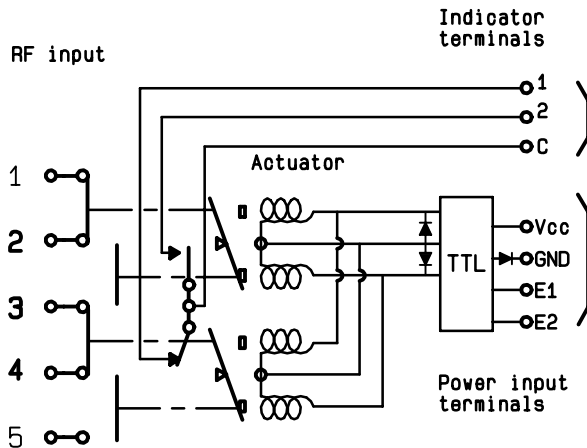 Indicator
terminals
RF input
1
2
C
Actuator
1
2
3
4
5
TTL
Vcc
GND
E1
E2
Power input
terminals